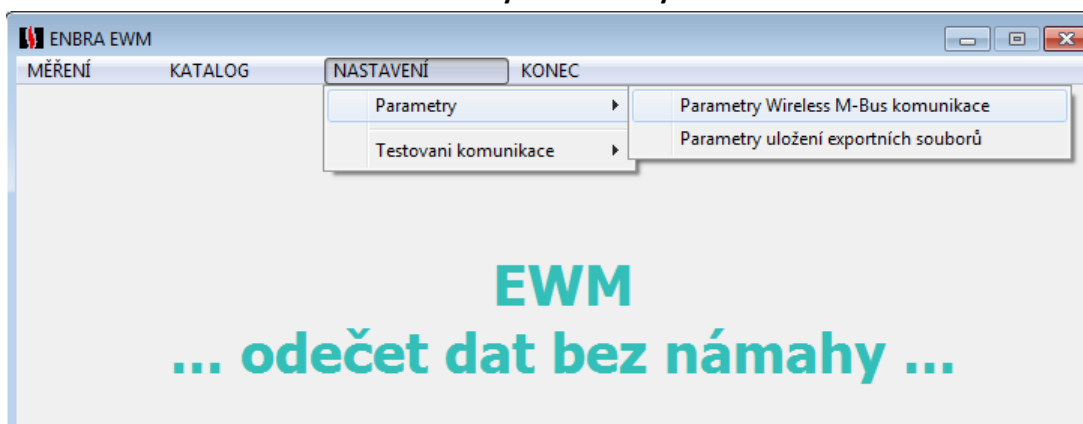 ENBRA EWM
MĚŘENÍ KATALOG NASTAVENÍ KONEC
Parametry Parametry Wireless M-Bus komunikace
Parametry uložení exportních souborů
Testovani komunikace
EWM
... odečet dat bez námahy ...